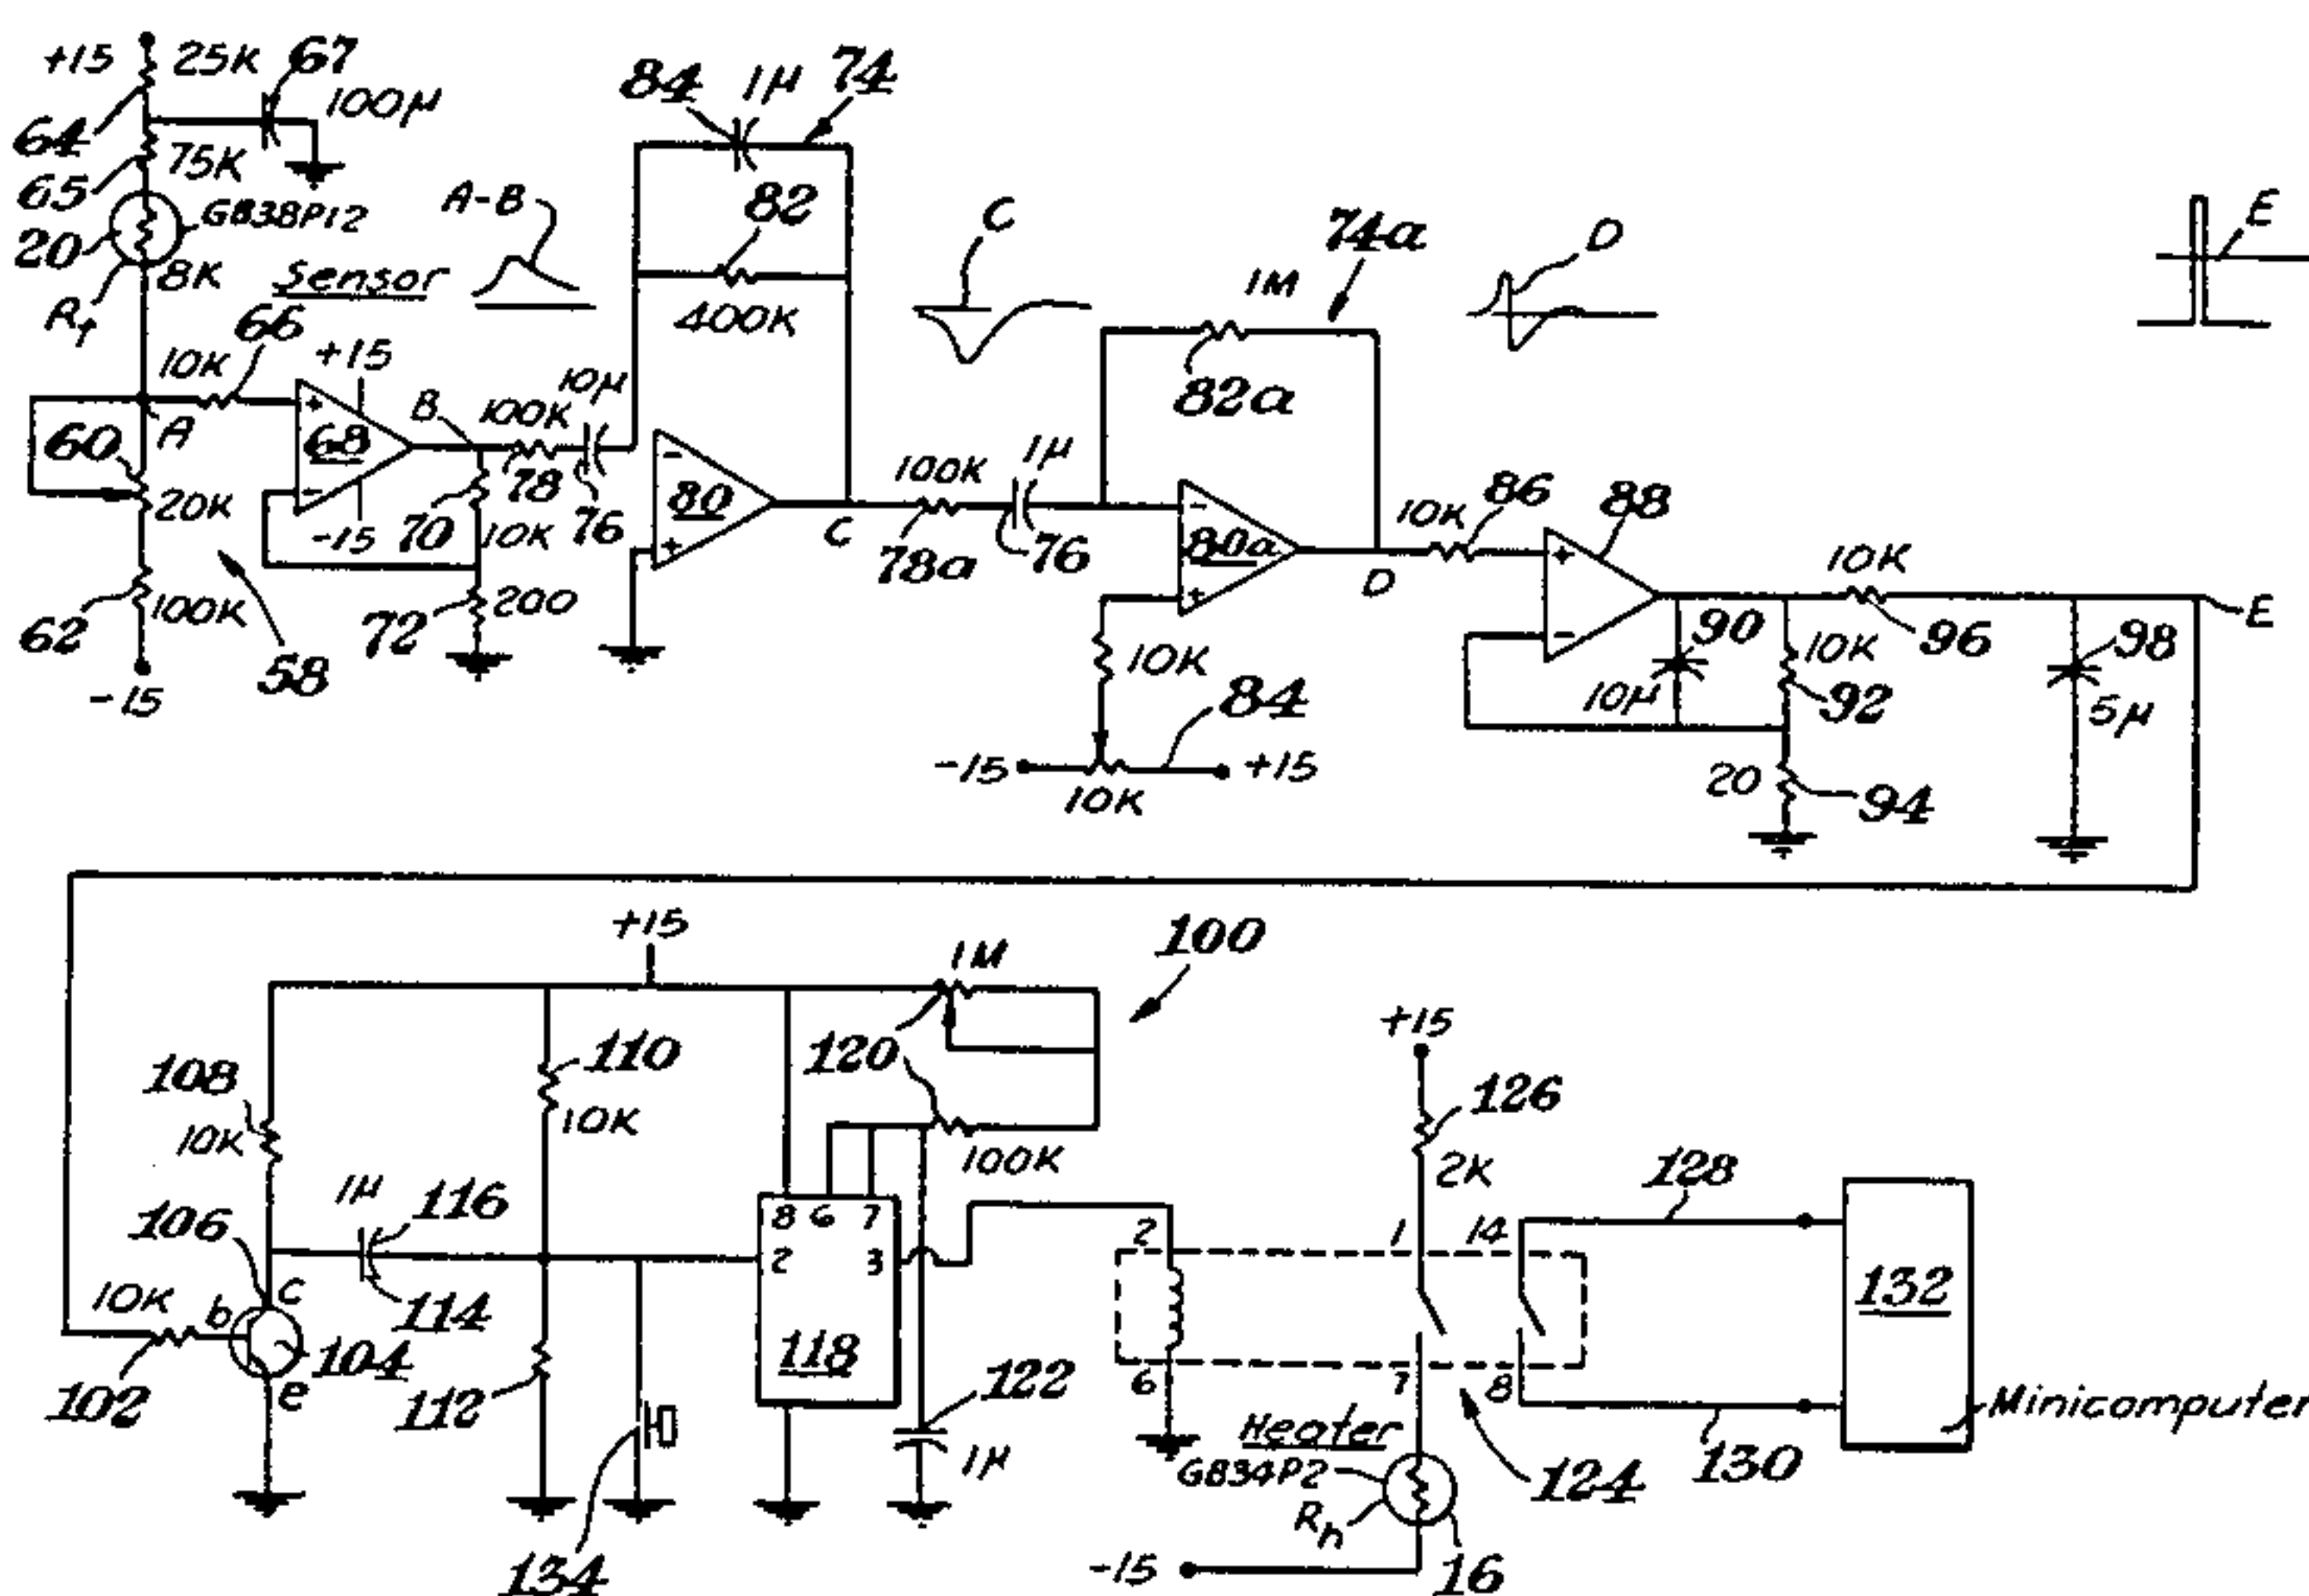 +15
25K
67
100µ
64
75K
65
G838P12
20
8K
Rf
Sensor
A-B
84
1µ
74
82
400K
C
74a
1M
82a
D
E
66
10K
+15
A
60
20K
+
68
-
-15
B
100K
10µ
78
76
70
10K
62
100K
58
72
200
-15
-
80
+
C
100K
1µ
78a
76
-
80a
+
D
10K
84
-15
+15
10K
10K
86
88
+
-
90
10µ
10K
92
10K
96
98
5µ
E
20
94
+15
1M
100
108
10K
110
10K
120
100K
106
1µ
116
114
c
b
e
10K
102
104
112
134
8 6 7
2
3
118
122
1µ
2
6
+15
126
2K
1
14
7
8
128
132
Minicomputer
130
124
Heater
G834P2
Rh
16
-15